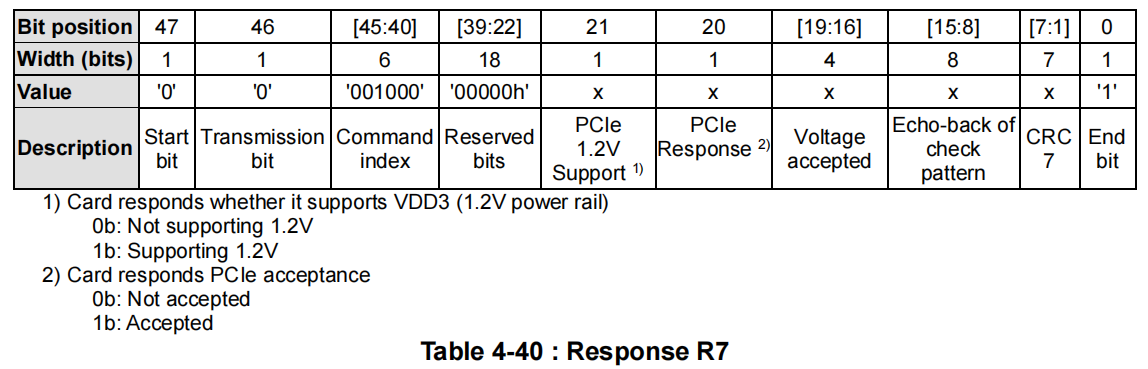 Bit position 47 46 [45:40] [39:22] 21 20 [19:16] [15:8] [7:1] 0
Width (bits) 1 1 6 18 1 1 4 8 7 1
Value '0' '0' '001000' '00000h' x x x x x '1'
Description Start bit Transmission bit Command index Reserved bits PCIe 1.2V Support 1) PCIe Response 2) Voltage accepted Echo-back of check pattern CRC 7 End bit
1) Card responds whether it supports VDD3 (1.2V power rail)
0b: Not supporting 1.2V
1b: Supporting 1.2V
2) Card responds PCIe acceptance
0b: Not accepted
1b: Accepted
Table 4-40 : Response R7